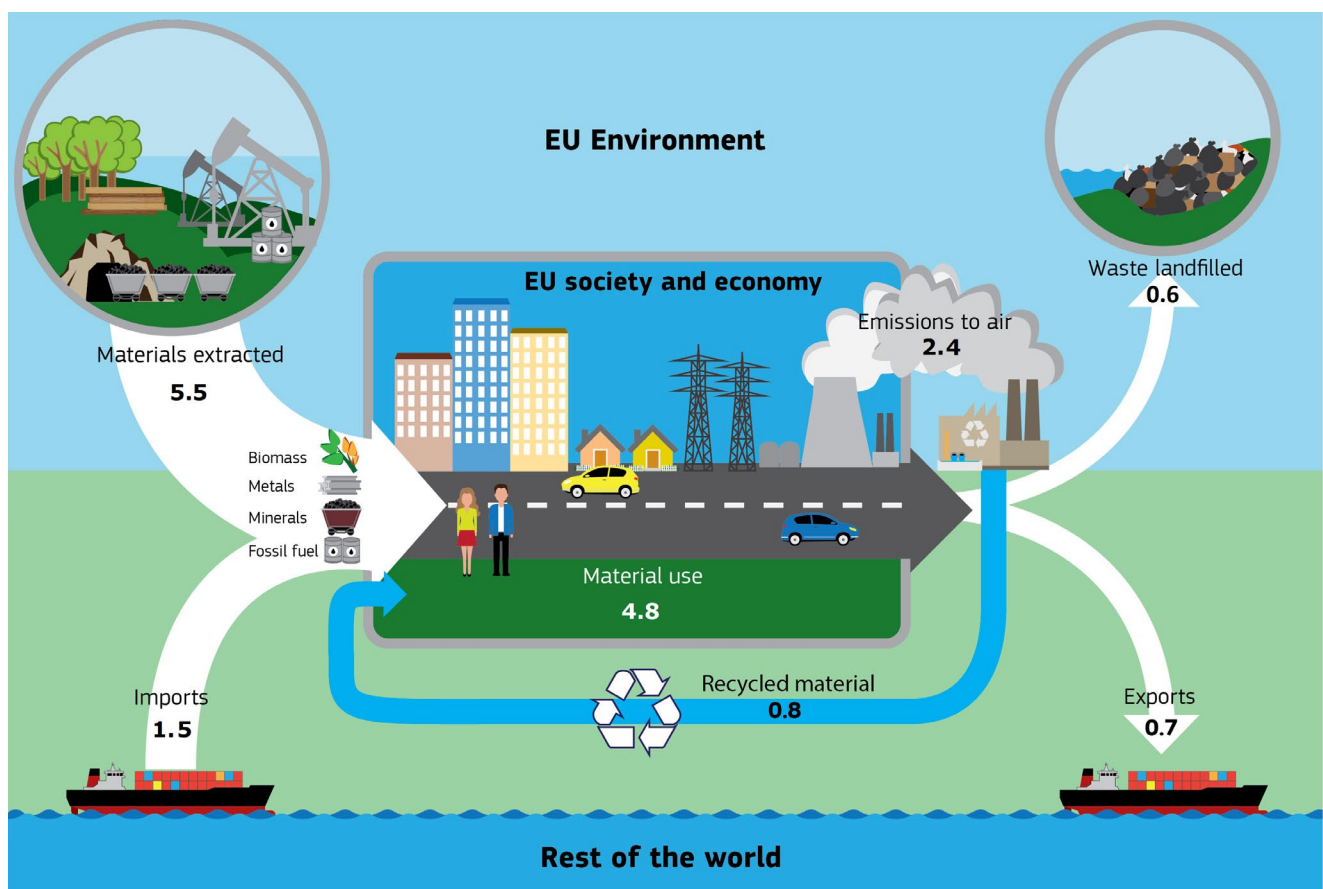 EU Environment
EU society and economy
Materials extracted
5.5
Biomass
Metals
Minerals
Fossil fuel
Imports
1.5
Material use
4.8
Recycled material
0.8
Emissions to air
2.4
Waste landfilled
0.6
Exports
0.7
Rest of the world